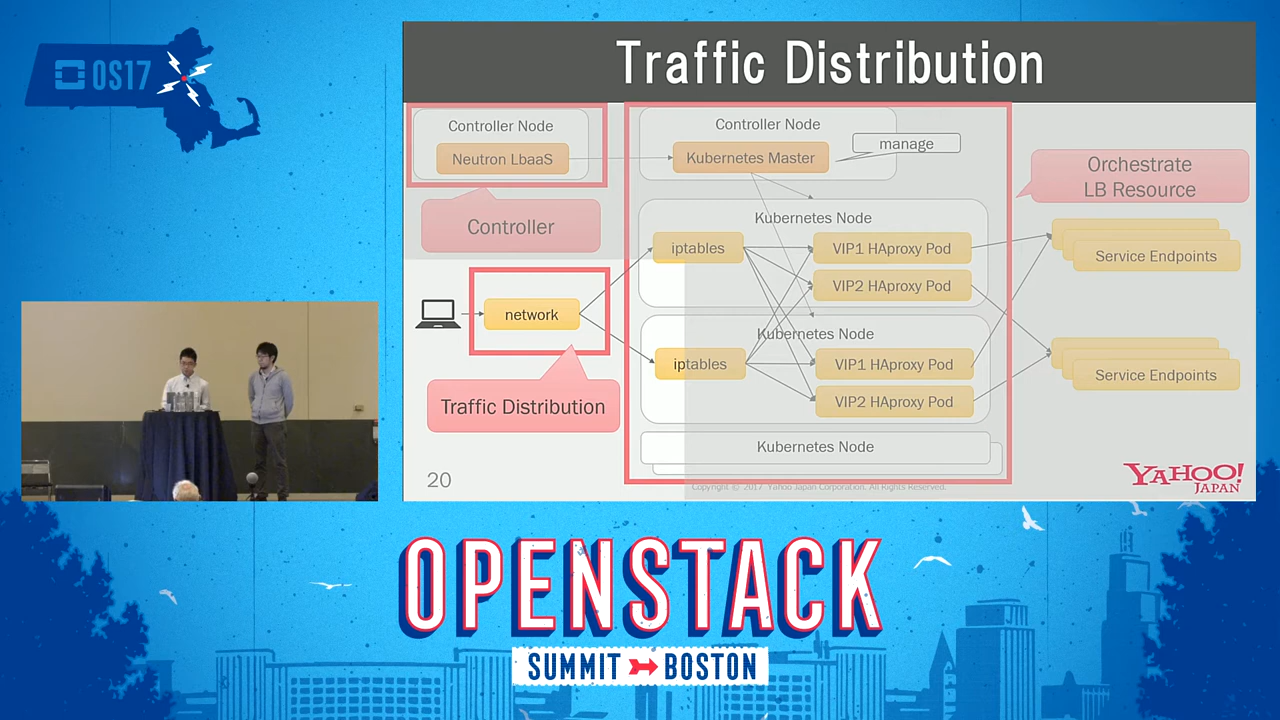 OS17
Traffic Distribution
Controller Node
Neutron LbaaS
Controller
Controller Node
Kubernetes Master
manage
Orchestrate
LB Resource
Kubernetes Node
iptables
VIP1 HAproxy Pod
VIP2 HAproxy Pod
Service Endpoints
network
Traffic Distribution
Kubernetes Node
iptables
VIP1 HAproxy Pod
VIP2 HAproxy Pod
Service Endpoints
Kubernetes Node
20
Copyright © 2017 Yahoo Japan Corporation. All Rights Reserved.
YAHOO!
JAPAN
OPENSTACK
SUMMIT BOSTON